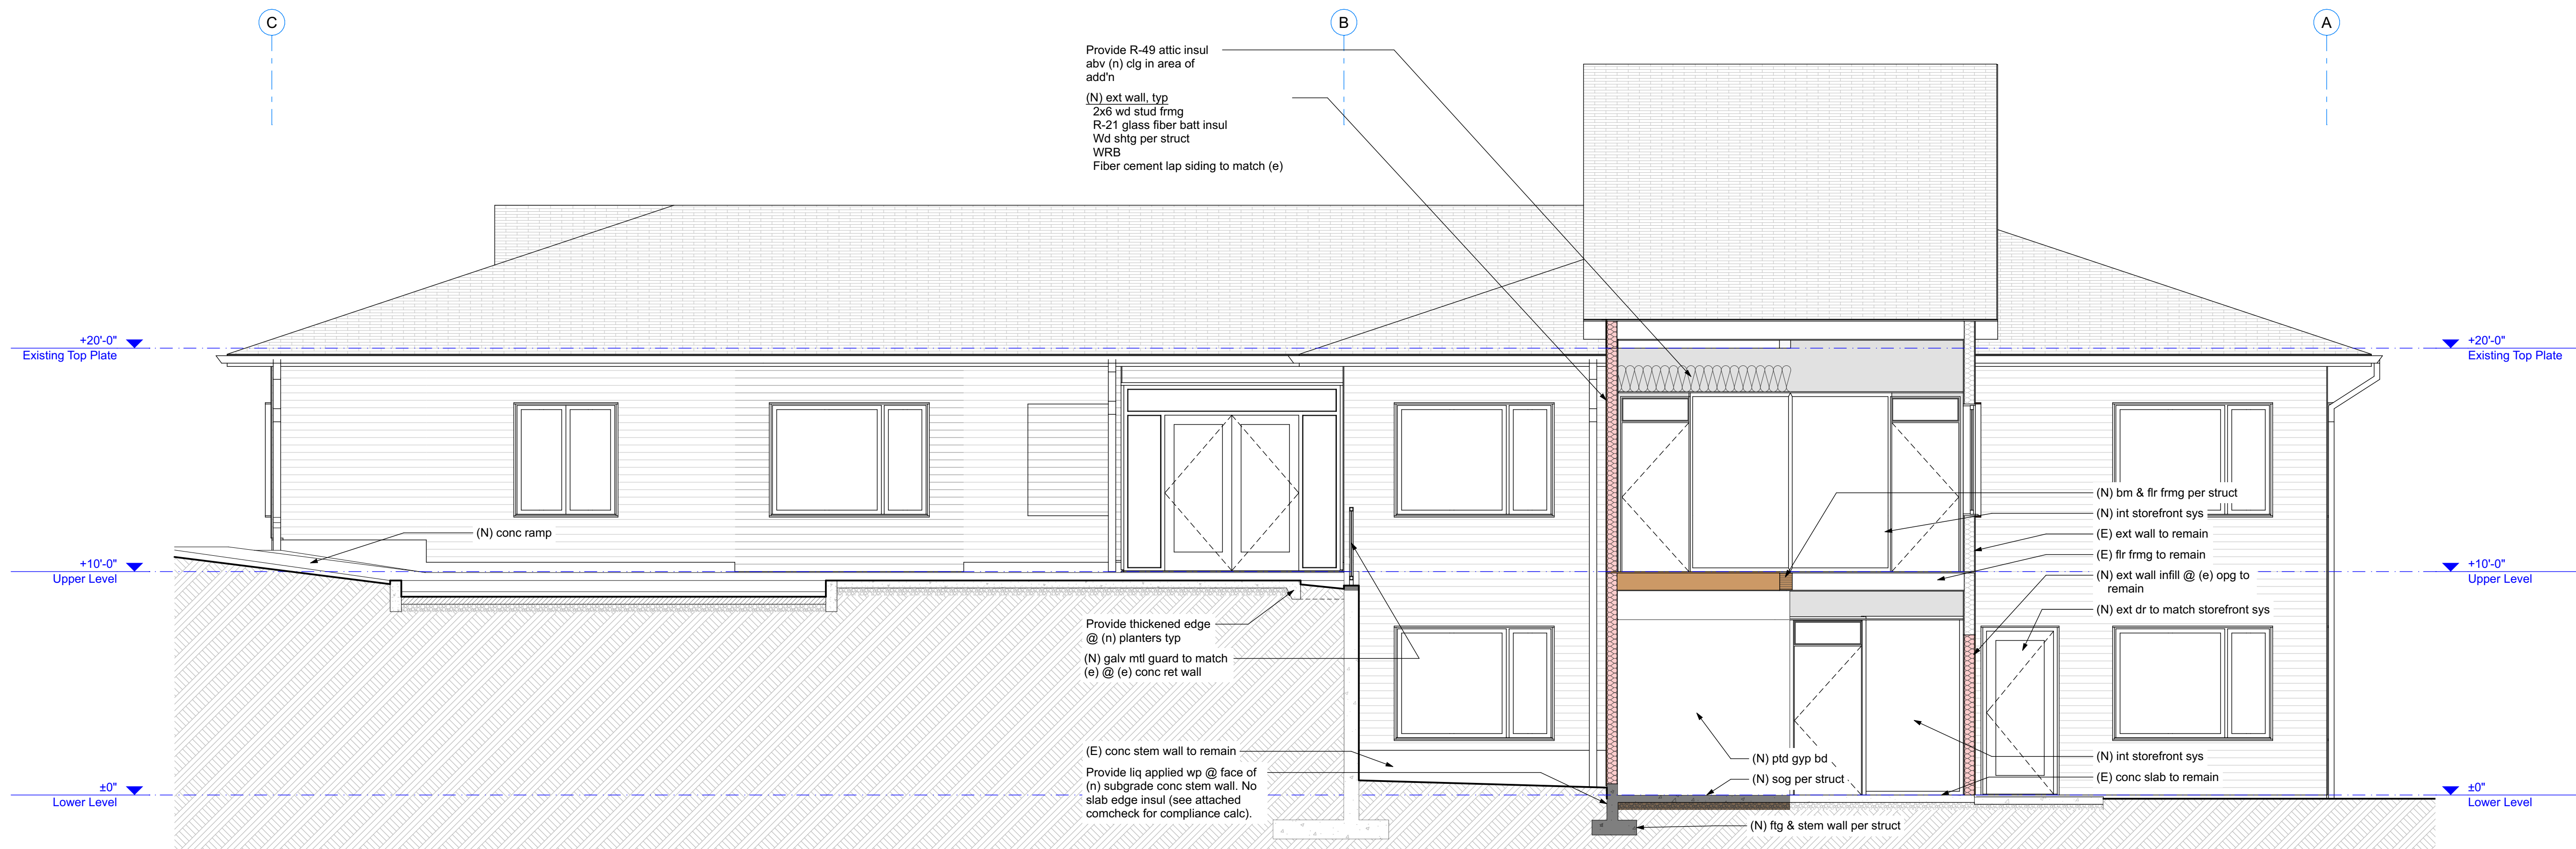 C
B
A
Provide R-49 attic insul
abv (n) clg in area of
add'n
(N) ext wall, typ
2x6 wd stud frmg
R-21 glass fiber batt insul
Wd shtg per struct
WRB
Fiber cement lap siding to match (e)
+20'-0"
Existing Top Plate
+20'-0"
Existing Top Plate
(N) conc ramp
+10'-0"
Upper Level
(N) bm & flr frmg per struct
(N) int storefront sys
(E) ext wall to remain
(E) flr frmg to remain
(N) ext wall infill @ (e) opg to
remain
(N) ext dr to match storefront sys
+10'-0"
Upper Level
Provide thickened edge
@ (n) planters typ
(N) galv mtl guard to match
(e) @ (e) conc ret wall
(E) conc stem wall to remain
Provide liq applied wp @ face of
(n) subgrade conc stem wall. No
slab edge insul (see attached
comcheck for compliance calc).
(N) ptd gyp bd
(N) sog per struct
(N) int storefront sys
(E) conc slab to remain
(N) ftg & stem wall per struct
±0"
Lower Level
±0"
Lower Level